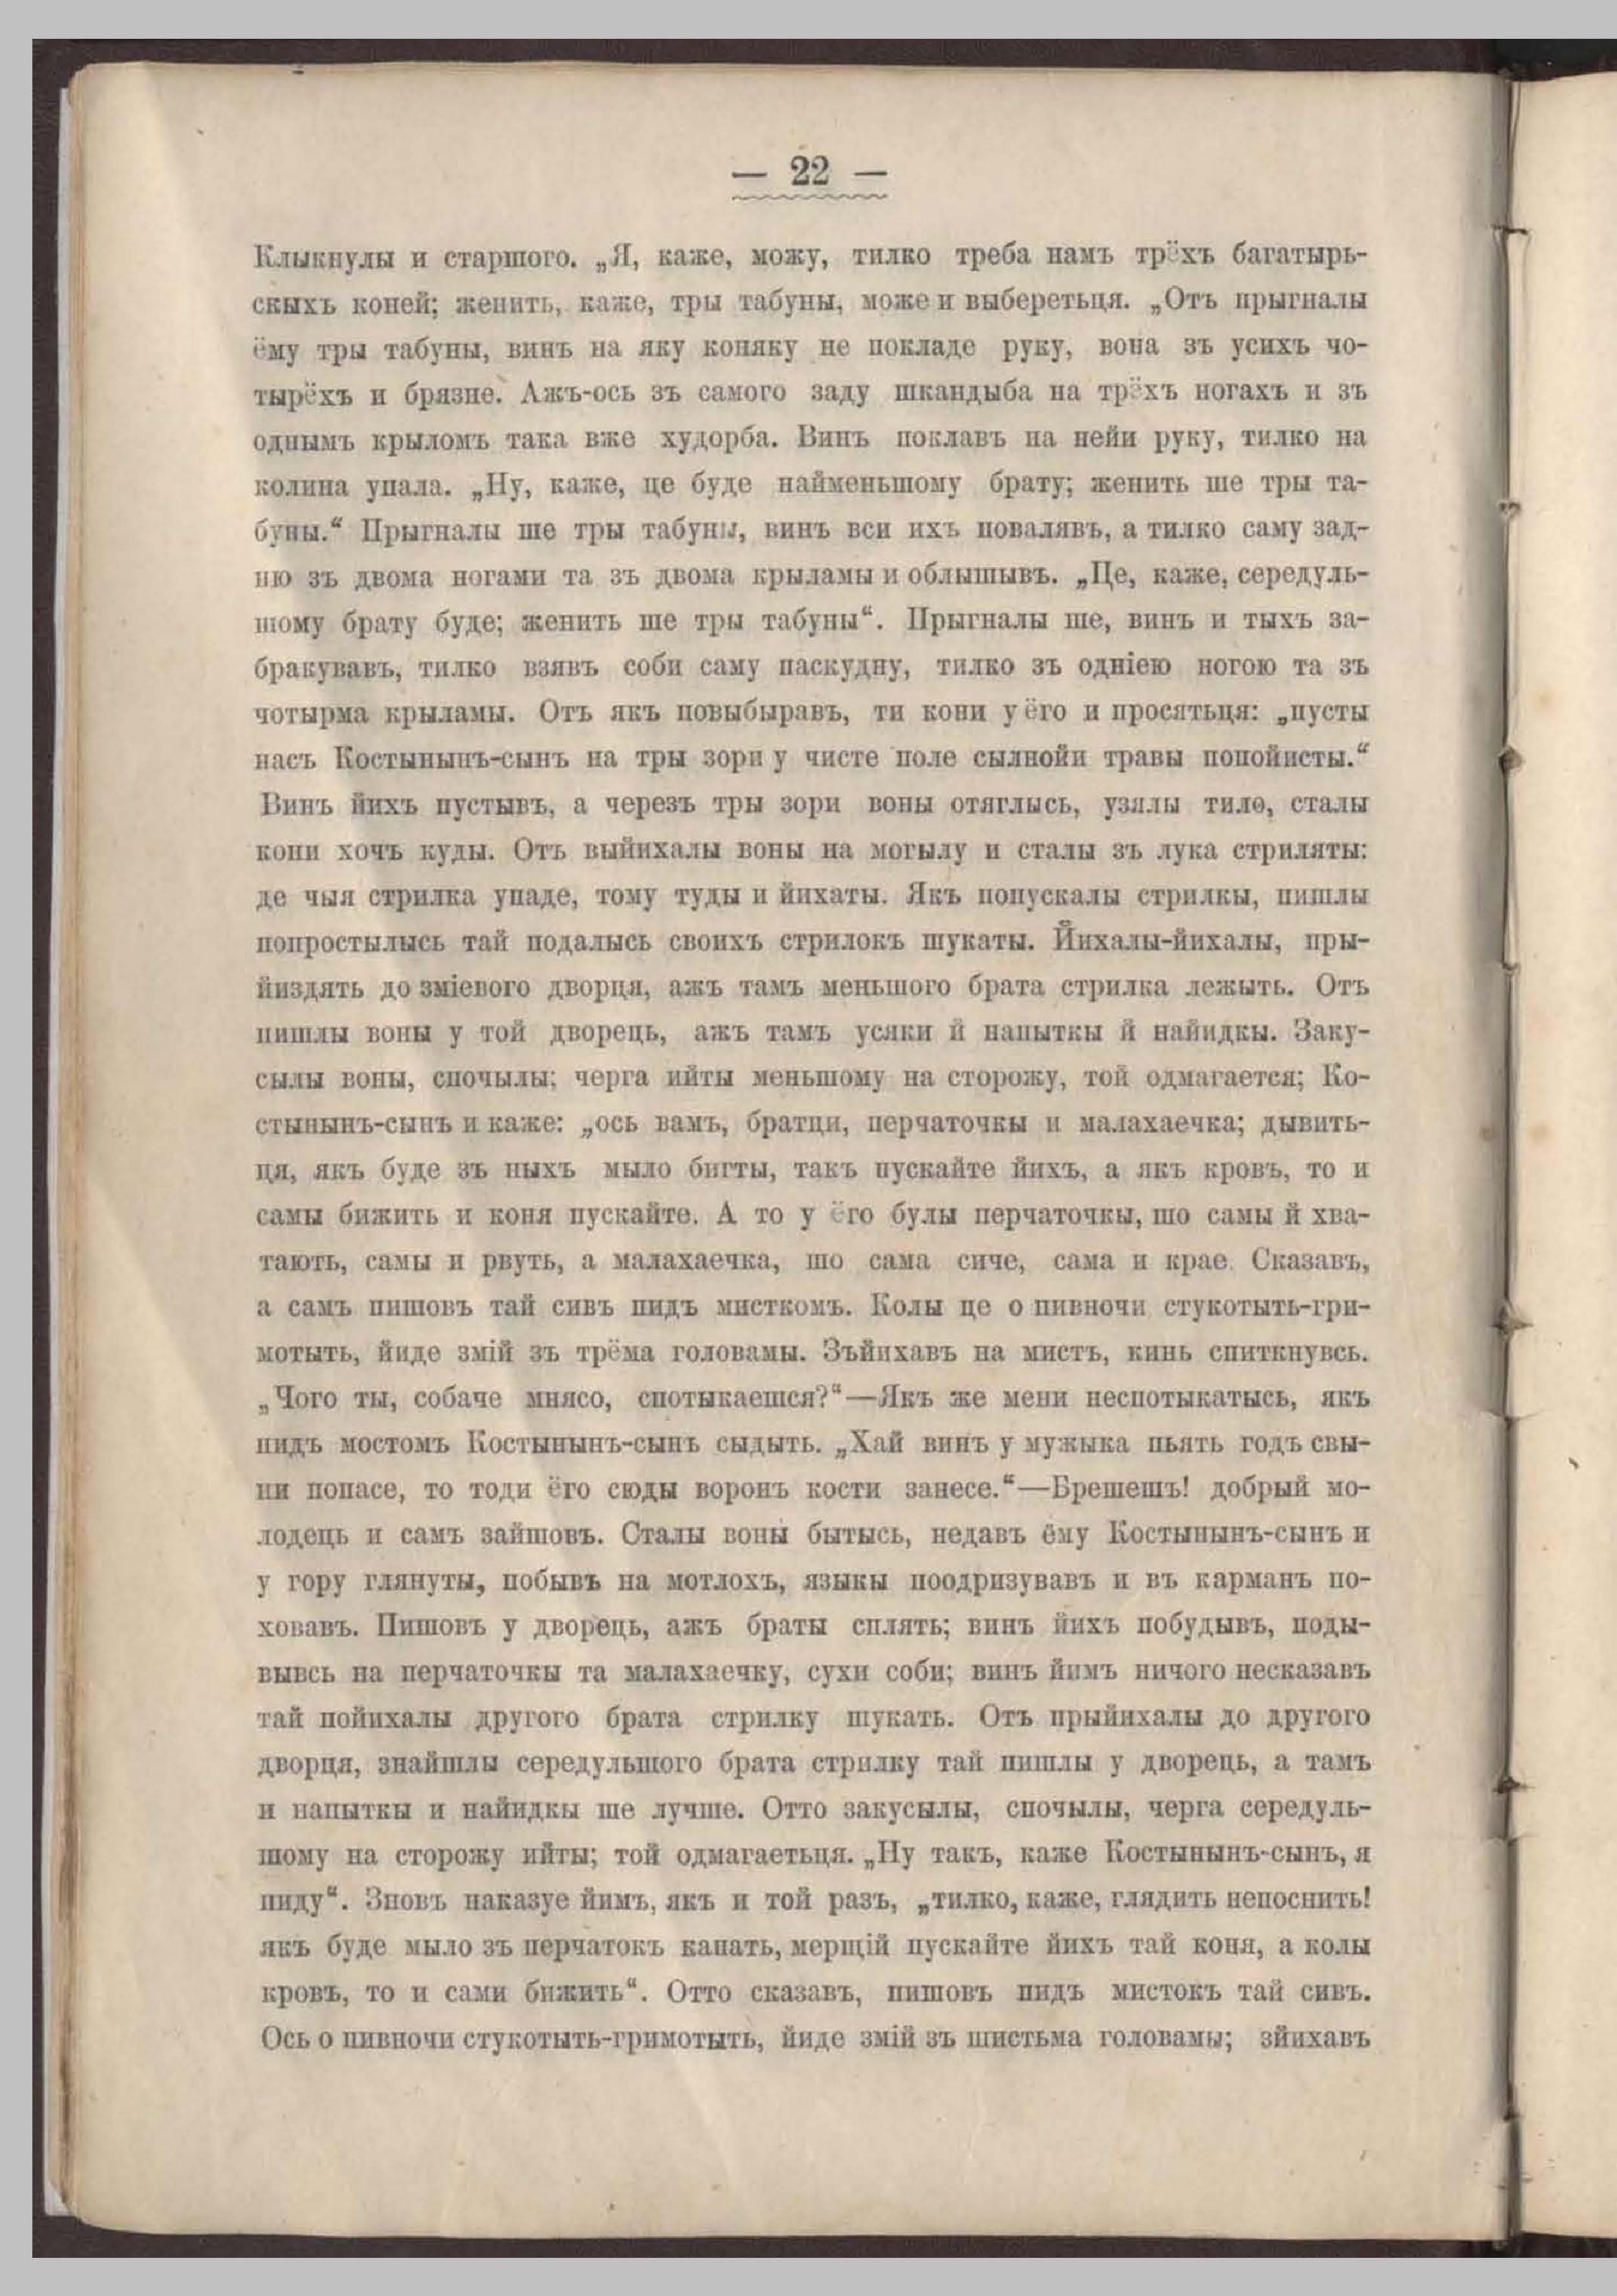 — 22 —
Клыкнулы и старшого. „Я, каже, можу, тилко треба намъ трёхъ багатырь-
скыхъ коней; женить, каже, тры табуны, може и выберетьця. „Отъ прыгналы
ёму тры табуны, винъ на яку коняку не покладе руку, вона зъ усихъ чо-
тырёхъ и брязне. Ажъ-ось зъ самого заду шкандыба на трёхъ ногахъ и зъ
однымъ крыломъ така вже худорба. Винъ поклавъ на нейи руку, тилко на
колина упала. „Ну, каже, це буде найменьшому брату; женить ше тры та-
буны.“ Прыгналы ше тры табуны, винъ вси ихъ повалявъ, а тилко саму зад-
ню зъ двома ногами та зъ двома крыламы и облышывъ. „Це, каже, середуль-
шому брату буде; женить ше тры табуны“. Прыгналы ше, винъ и тыхъ за-
бракувавъ, тилко взявъ соби саму паскудну, тилко зъ однією ногою та зъ
чотырма крыламы. Отъ якъ повыбыравъ, ти кони у ёго и просятьця: „пусты
насъ Костынынъ-сынъ на тры зори у чисте поле сылнойи травы попойисты.“
Винъ йихъ пустывъ, а черезъ тры зори воны отяглысь, узялы тило, сталы
кони хочъ куды. Отъ выйихалы воны на могылу и сталы зъ лука стриляты:
де чыя стрилка упаде, тому туды и йихаты. Якъ попускалы стрилкы, пишлы
попростылысь тай подалысь своихъ стрилокъ шукаты. Йихалы-йихалы, пры-
йиздять до зміевого дворця, ажъ тамъ меньшого брата стрилка лежыть. Отъ
пишлы воны у той дворець, ажъ тамъ усяки й напыткы й найидкы. Заку-
сылы воны, спочылы; черга ийты меньшому на сторожу, той одмагается; Ко-
стынынъ-сынъ и каже: „ось вамъ, братци, перчаточкы и малахаечка; дывить-
ця, якъ буде зъ ныхъ мыло бигты, такъ пускайте йихъ, а якъ кровъ, то и
самы бижить и коня пускайте. А то у ёго булы перчаточкы, шо самы й хва-
тають, самы и рвуть, а малахаечка, шо сама сиче, сама и крае. Сказавъ,
а самъ пишовъ тай сивъ пидъ мисткомъ. Колы це о пивночи стукотыть-гри-
мотыть, йиде змій зъ трёма головамы. Зъйихавъ на мистъ, кинь спиткнувсь.
„Чого ты, собаче мнясо, спотыкаешся?“—Якъ же мени неспотыкатысь, якъ
пидъ мостомъ Костынынъ-сынъ сыдыть. „Хай винъ у мужыка пьять годъ свы-
ни попасе, то тоди ёго сюды воронъ кости занесе.“—Брешешъ! добрый мо-
лодець и самъ зайшовъ. Сталы воны бытысь, недавъ ёму Костынынъ-сынъ и
у гору глянуты, побывъ на мотлохъ, языкы поодризувавъ и въ карманъ по-
ховавъ. Пишовъ у дворець, ажъ браты сплять; винъ йихъ побудывъ, поды-
вывсь на перчаточкы та малахаечку, сухи соби; винъ йимъ ничого несказавъ
тай пойихалы другого брата стрилку шукать. Отъ прыйихалы до другого
дворця, знайшлы середульшого брата стрилку тай пишлы у дворець, а тамъ
и напыткы и найидкы ше лучше. Отто закусылы, спочылы, черга середуль-
шому на сторожу ийты; той одмагаетьця. „Ну такъ, каже Костынынъ-сынъ, я
пиду“. Зновъ наказуе йимъ, якъ и той разъ, „тилко, каже, глядить непоснить!
якъ буде мыло зъ перчатокъ капать, мерщій пускайте йихъ тай коня, а колы
кровъ, то и сами бижить“. Отто сказавъ, пишовъ пидъ мистокъ тай сивъ.
Ось о пивночи стукотыть-гримотыть, йиде змій зъ шистьма головамы; зйихавъ